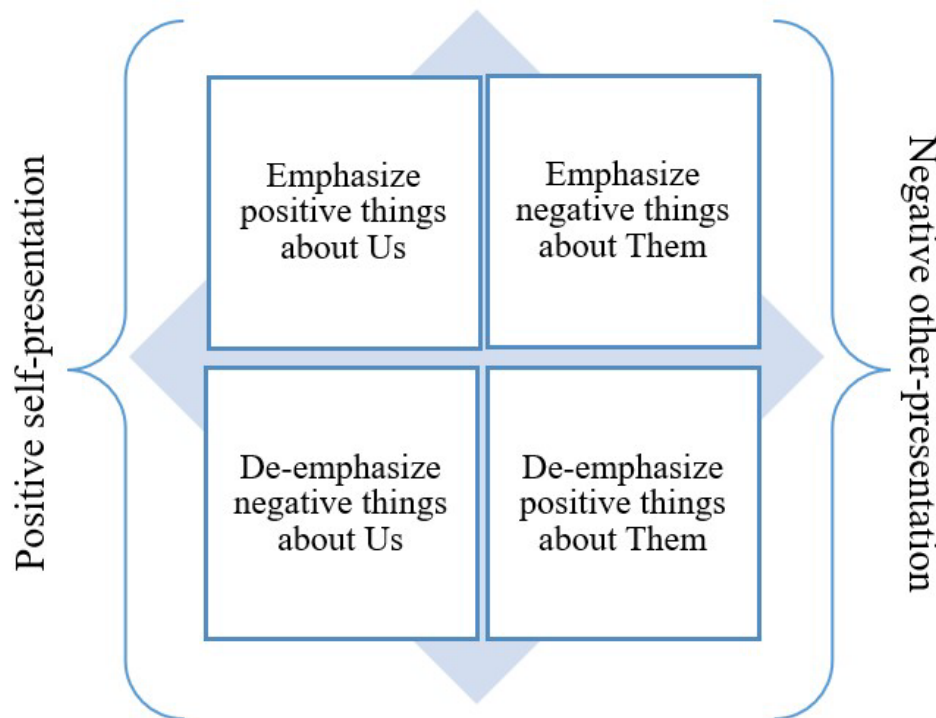 Positive self-presentation
Emphasize
positive things
about Us
Emphasize
negative things
about Them
De-emphasize
negative things
about Us
De-emphasize
positive things
about Them
Negative other-presentation